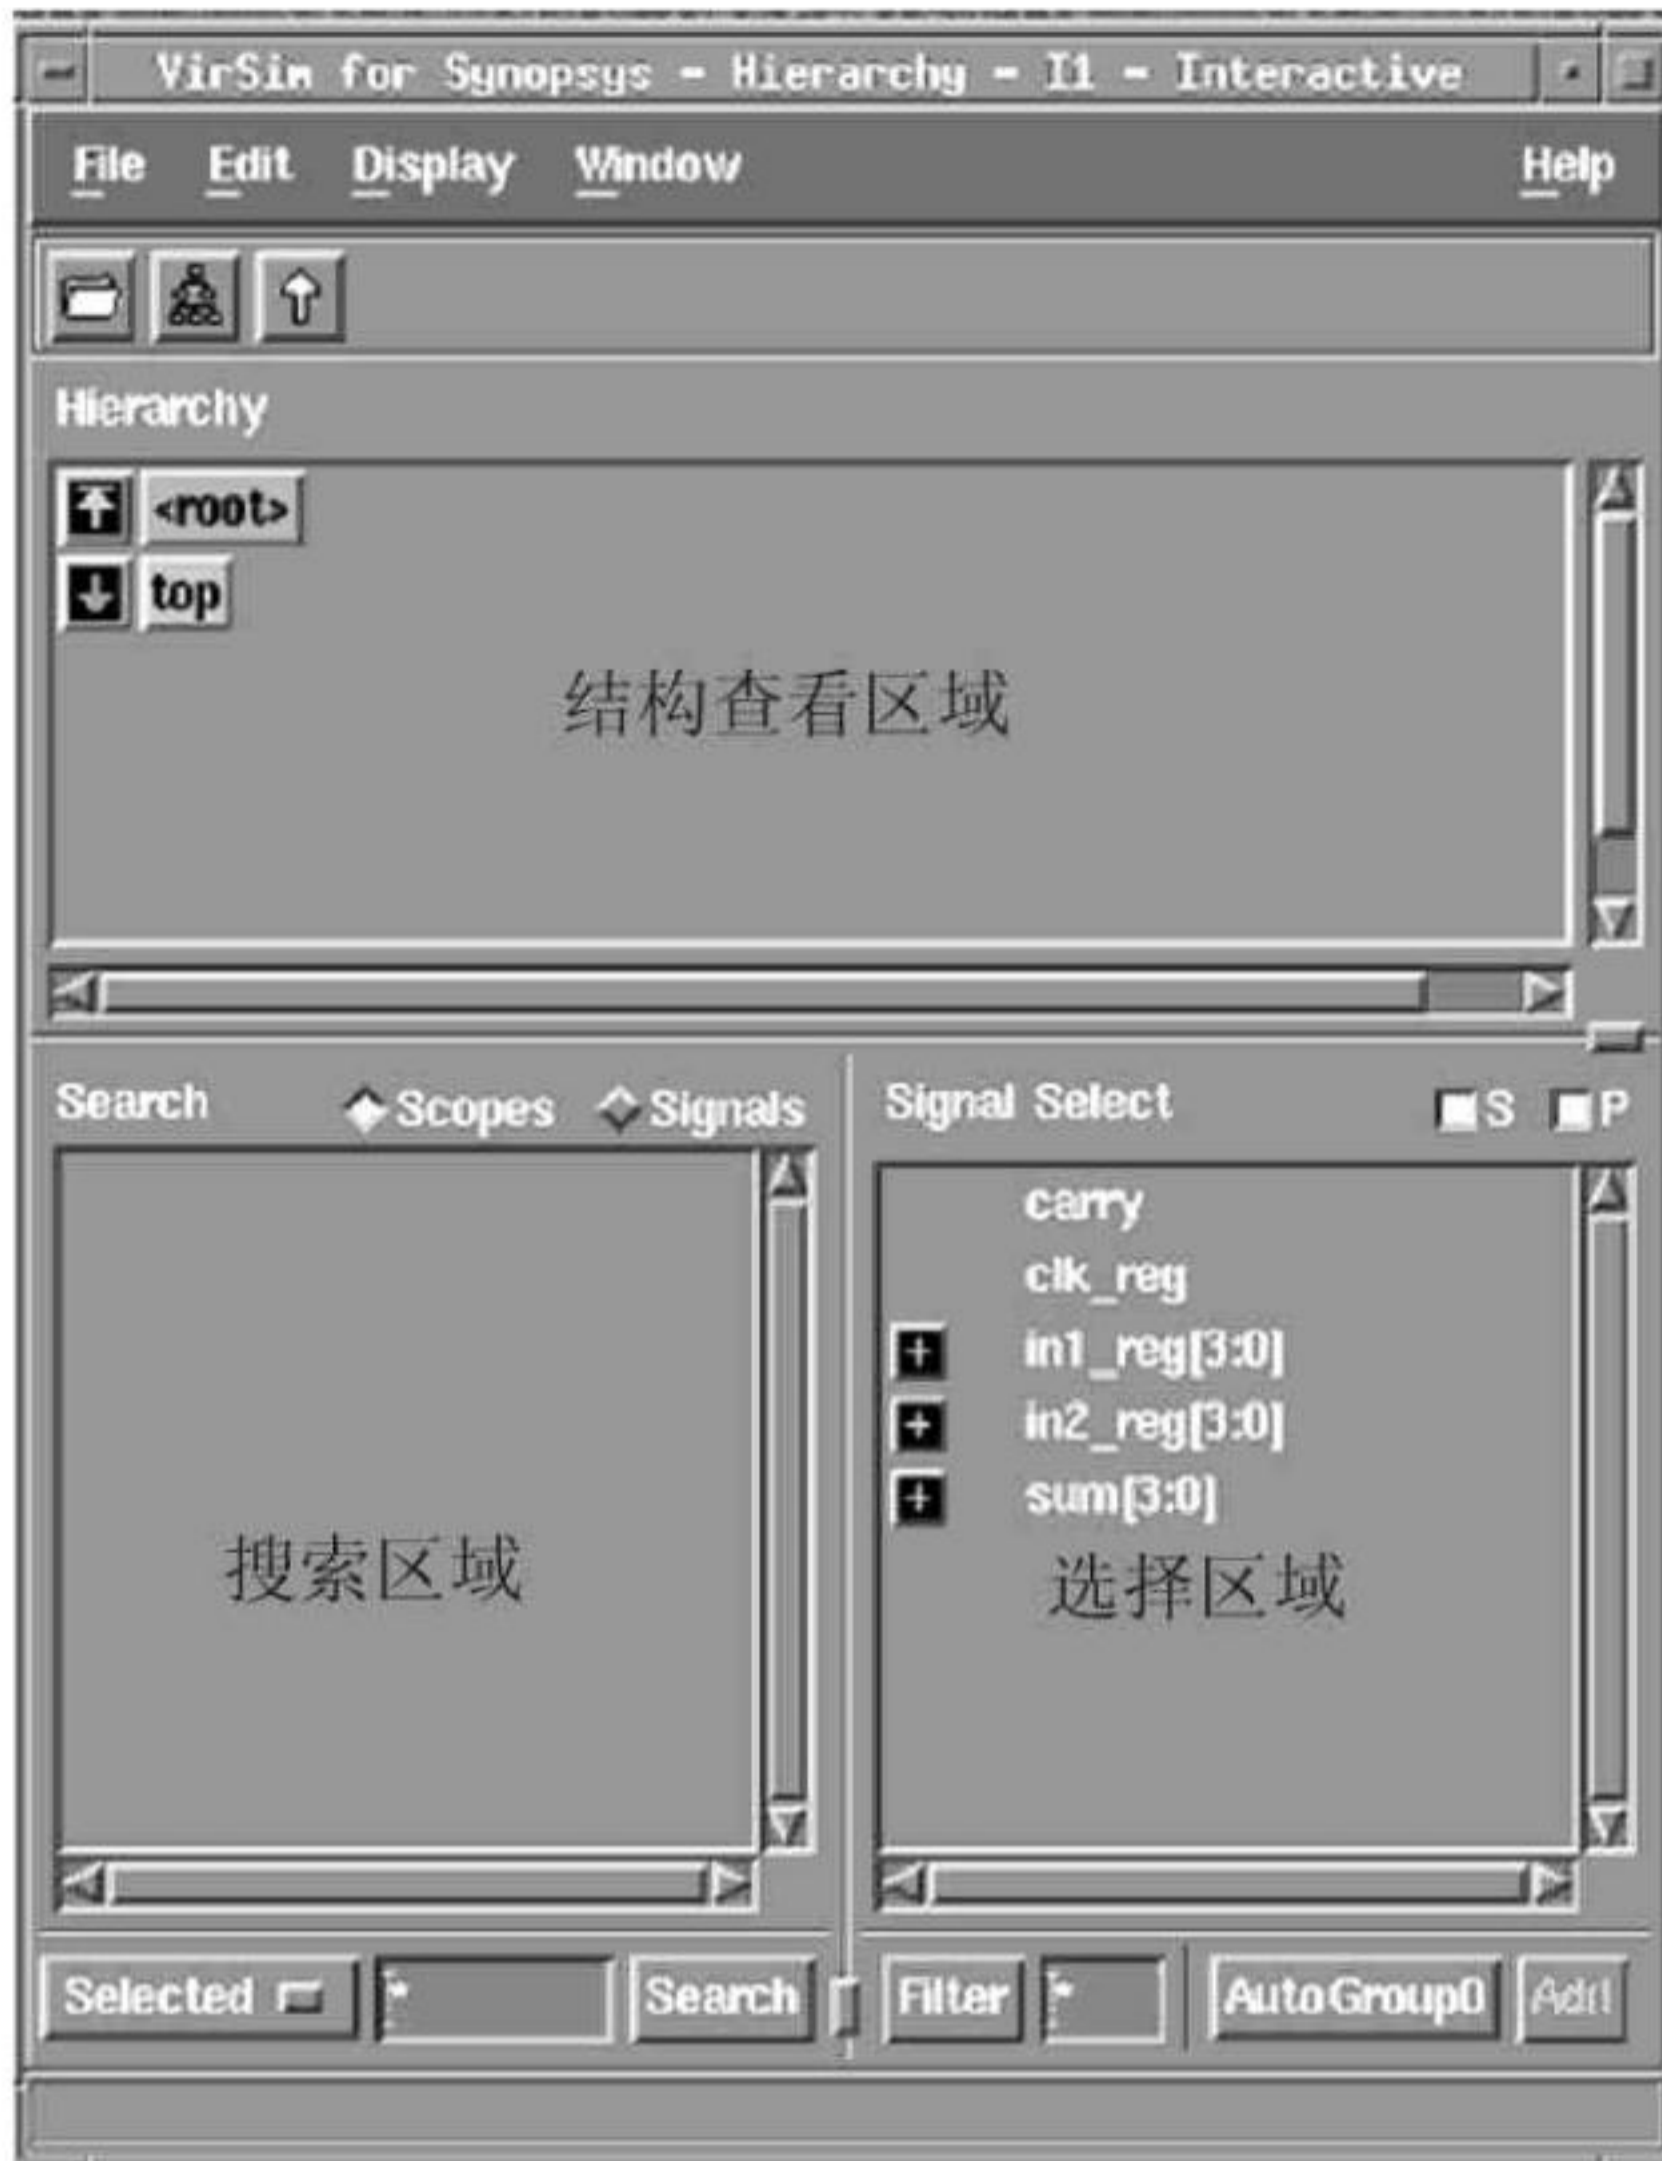 VirSim for Synopsys - Hierarchy - I1 - Interactive
File Edit Display Window Help
Hierarchy
<root>
top
结构查看区域
Search Scopes Signals
搜索区域
Selected * Search
Signal Select S P
carry
clk_reg
in1_reg[3:0]
in2_reg[3:0]
sum[3:0]
选择区域
Filter * AutoGroup0 Add